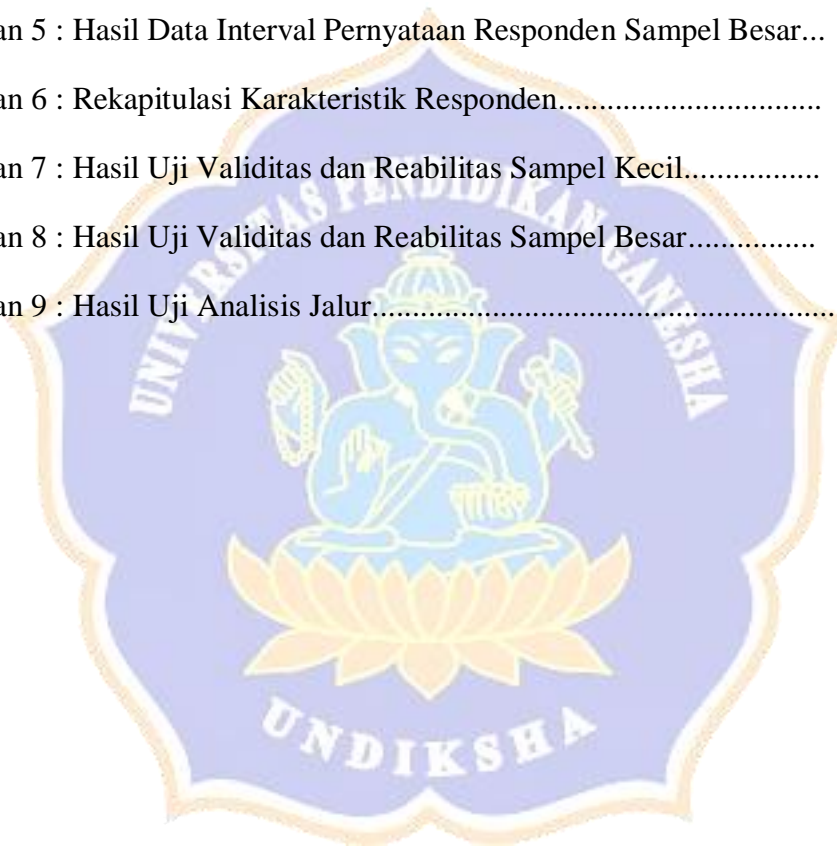 an 5 : Hasil Data Interval Pernyataan Responden Sampel Besar...
an 6 : Rekapitulasi Karakteristik Responden.................................
an 7 : Hasil Uji Validitas dan Reabilitas Sampel Kecil.................
an 8 : Hasil Uji Validitas dan Reabilitas Sampel Besar................
an 9 : Hasil Uji Analisis Jalur..........................................................
UNIVERSITAS PENDIDIKAN GANESHA
UNDIKSHA